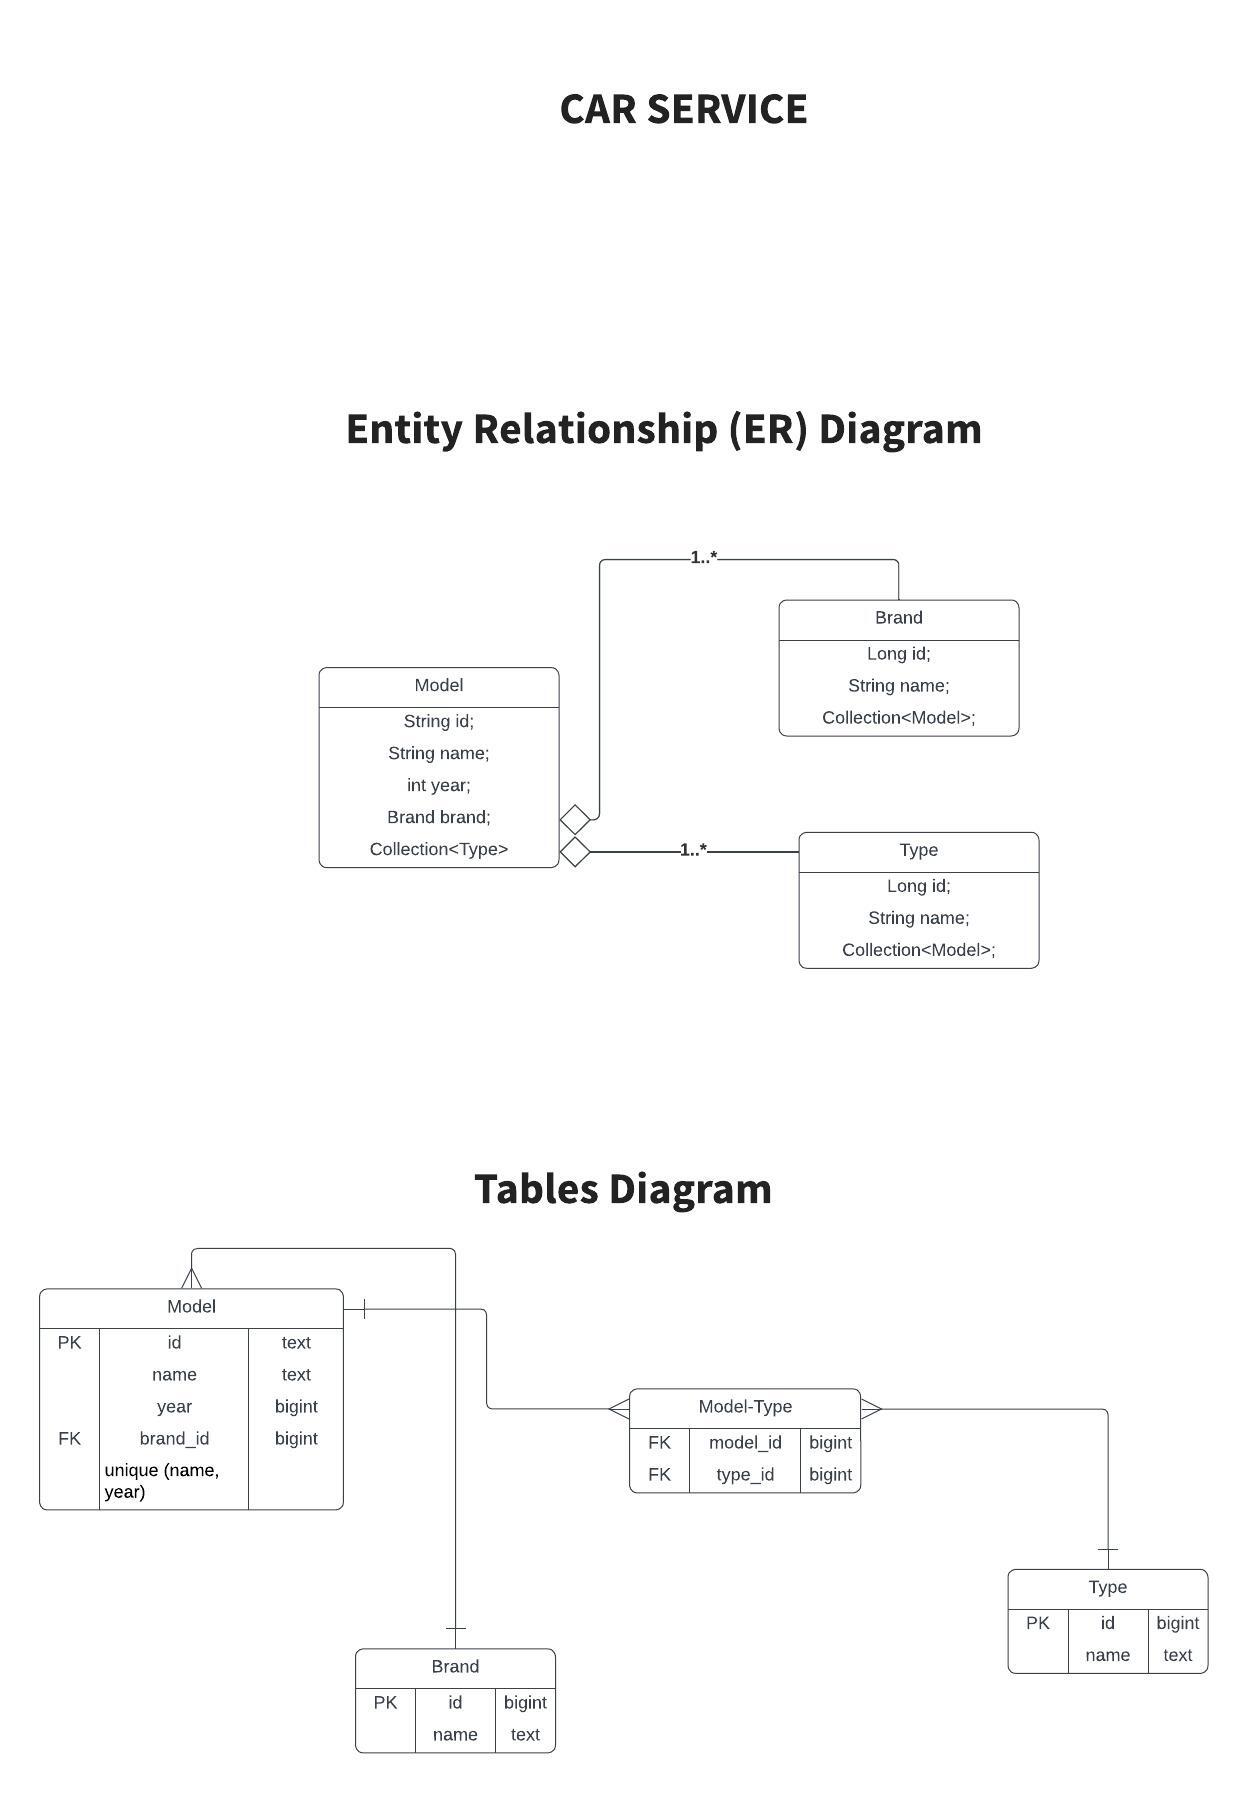 CAR SERVICE
Entity Relationship (ER) Diagram
1..*
Brand
Long id;
String name;
Collection<Model>;
Model
String id;
String name;
int year;
Brand brand;
Collection<Type>
1..*
Type
Long id;
String name;
Collection<Model>;
Tables Diagram
Model
PK id text
name text
year bigint
FK brand_id bigint
unique (name,
year)
Model-Type
FK model_id bigint
FK type_id bigint
Type
PK id bigint
name text
Brand
PK id bigint
name text